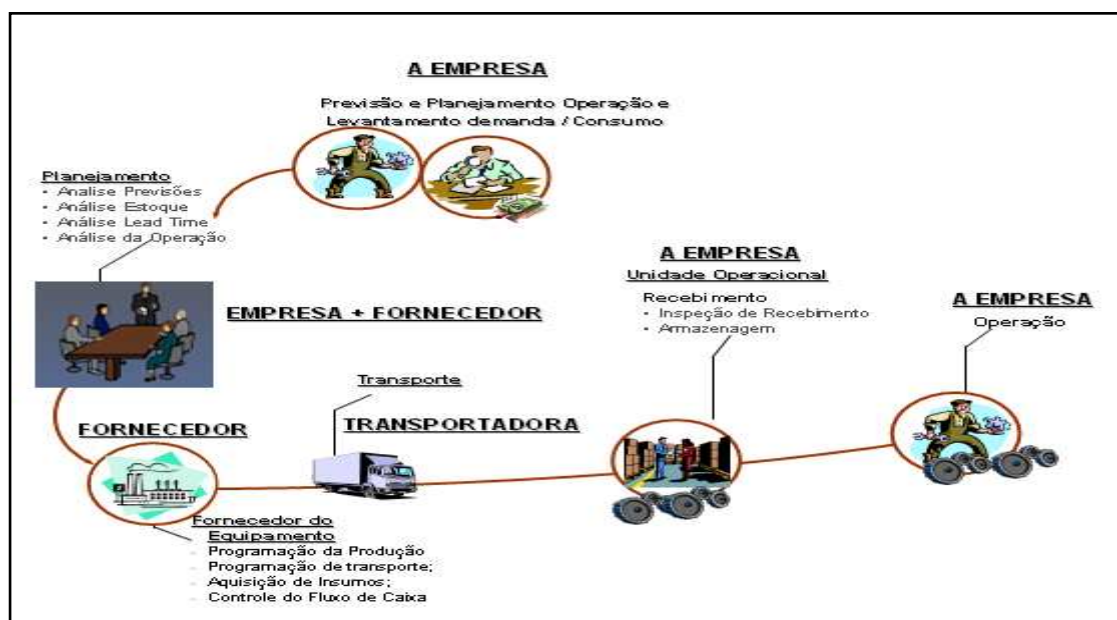 A EMPRESA
Previsão e Planejamento Operação e
Levantamento demanda / Consumo
Planejamento
• Analise Previsões
• Análise Estoque
• Análise Lead Time
• Análise da Operação
EMPRESA + FORNECEDOR
A EMPRESA
Unidade Operacional
Recebimento
• Inspeção de Recebimento
• Armazenagem
A EMPRESA
Operação
Transporte
TRANSPORTADORA
FORNECEDOR
Fornecedor do
Equipamento
- Programação da Produção
- Programação de transporte;
- Aquisição de Insumos;
- Controle do Fluxo de Caixa